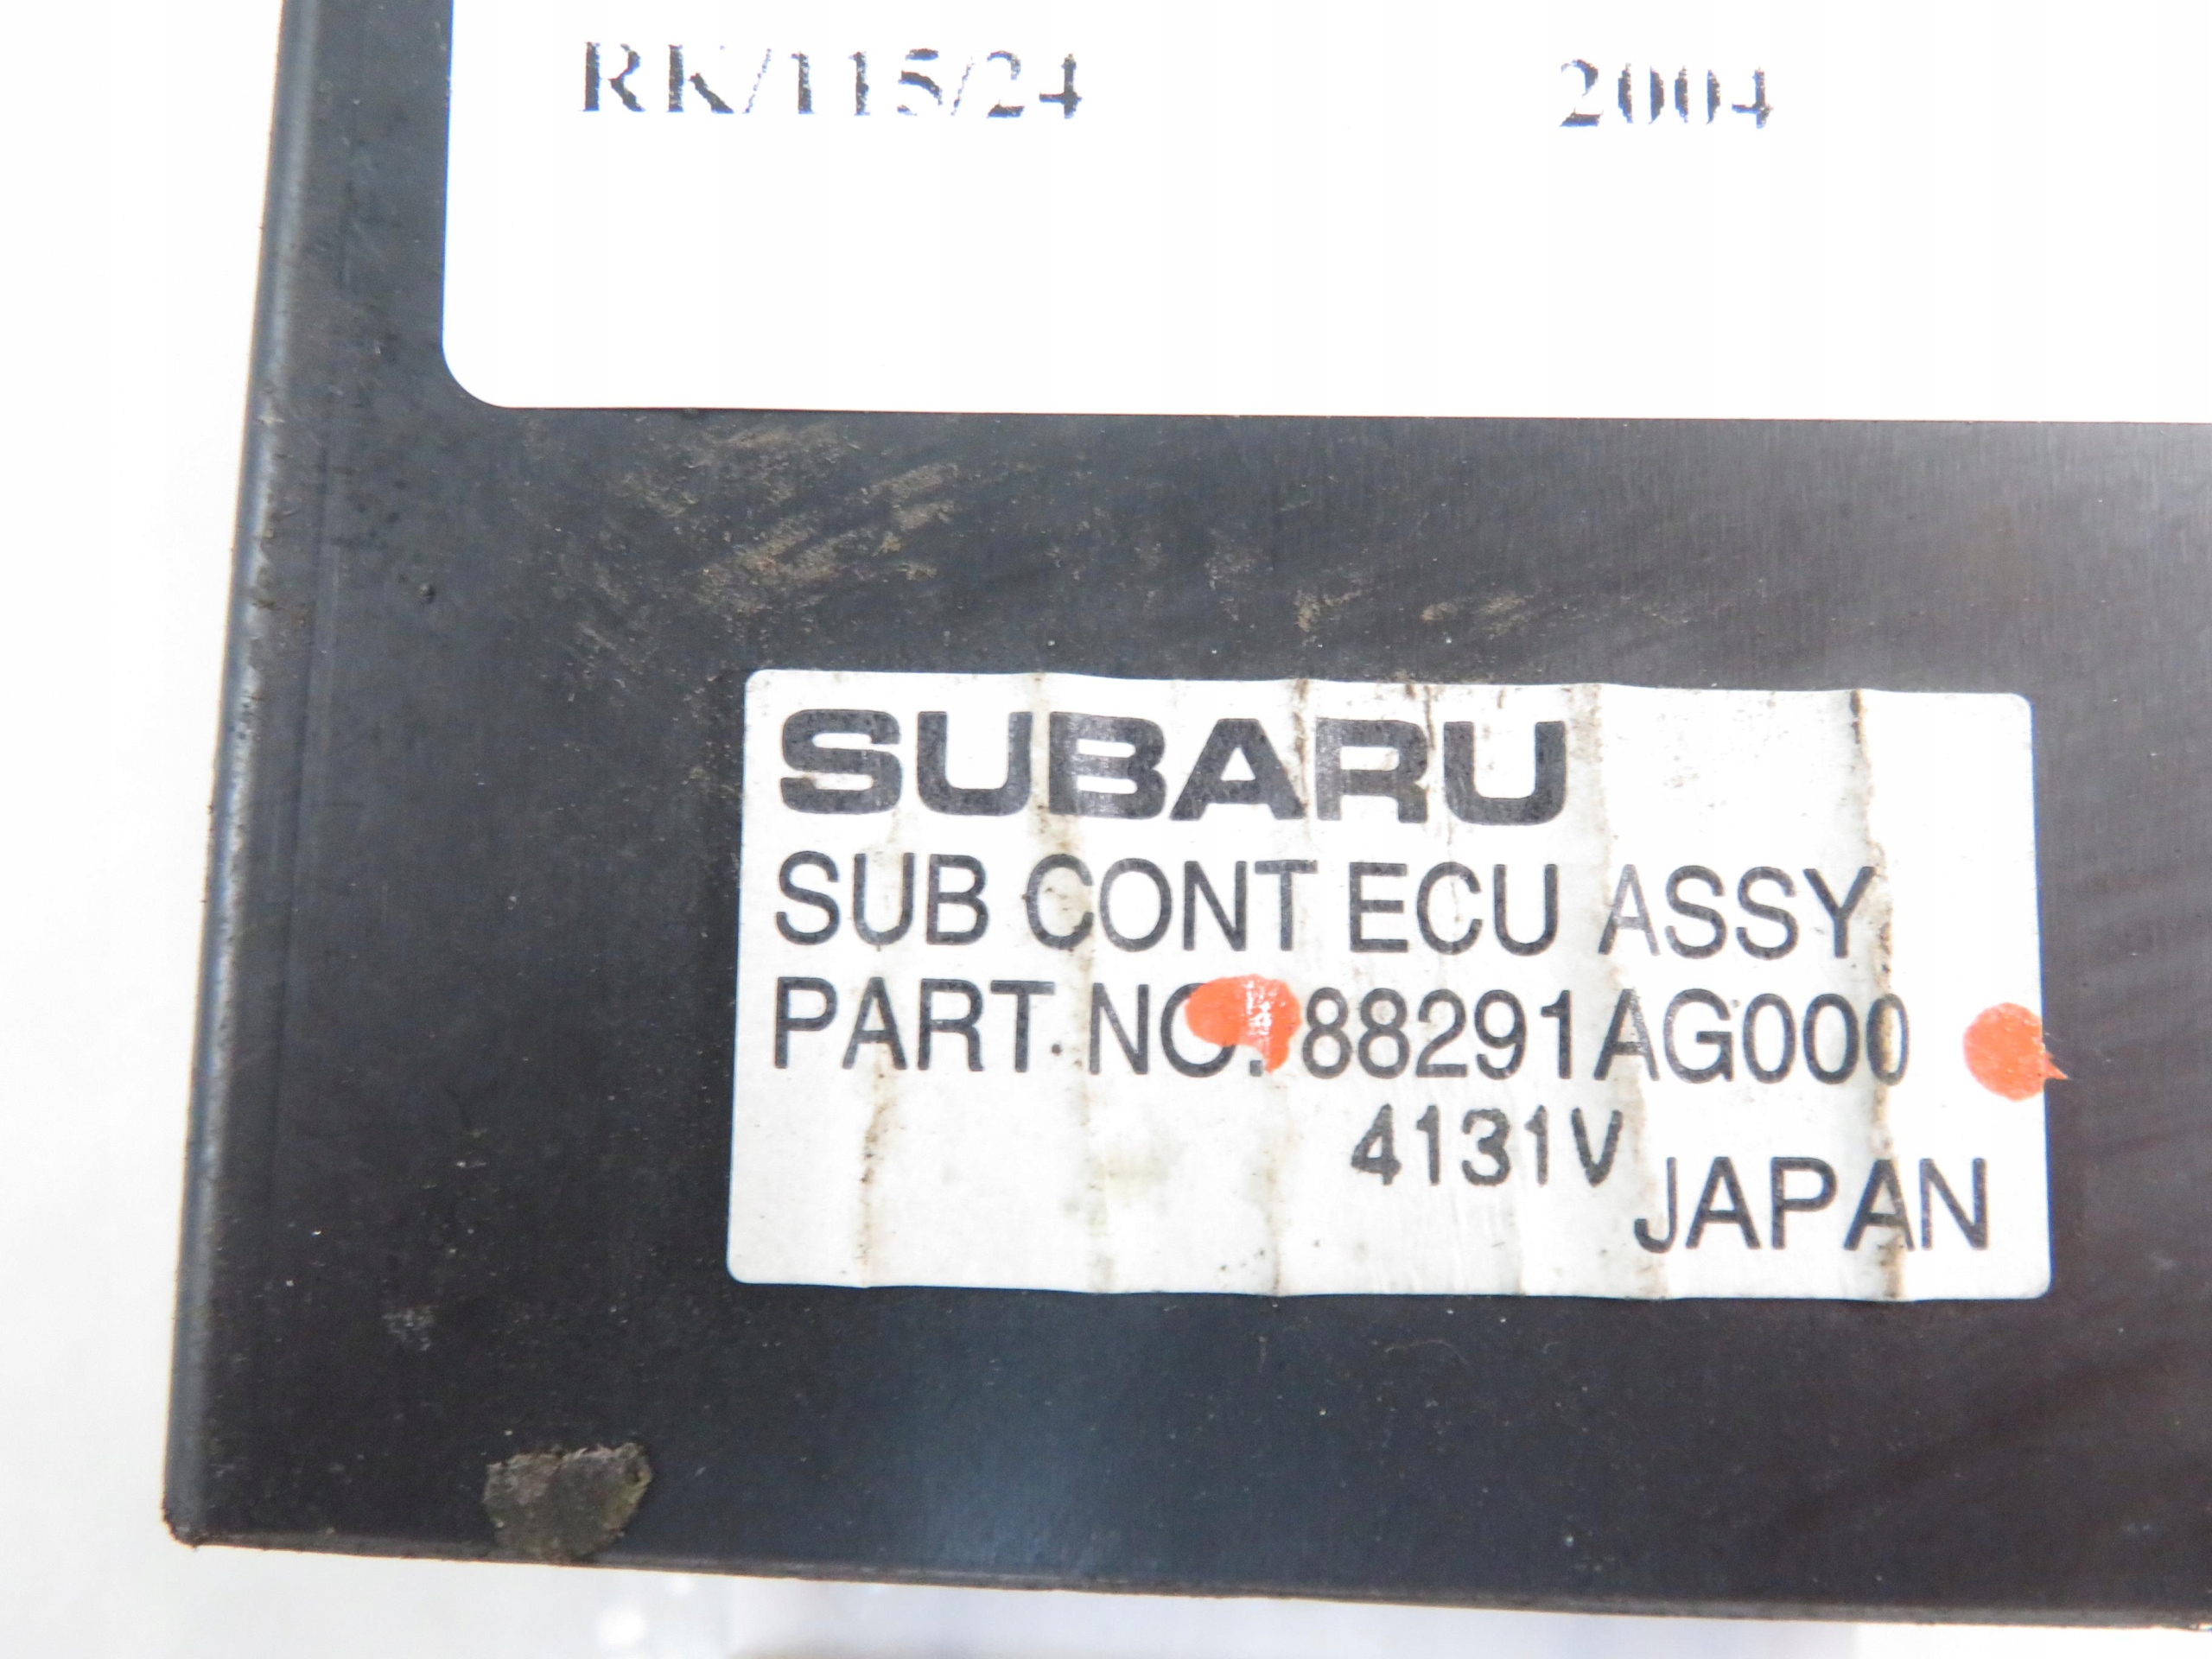 RK/115/24 2004
SUBARU
SUB CONT ECU ASSY
PART NO. 88291AG000
4131V
JAPAN